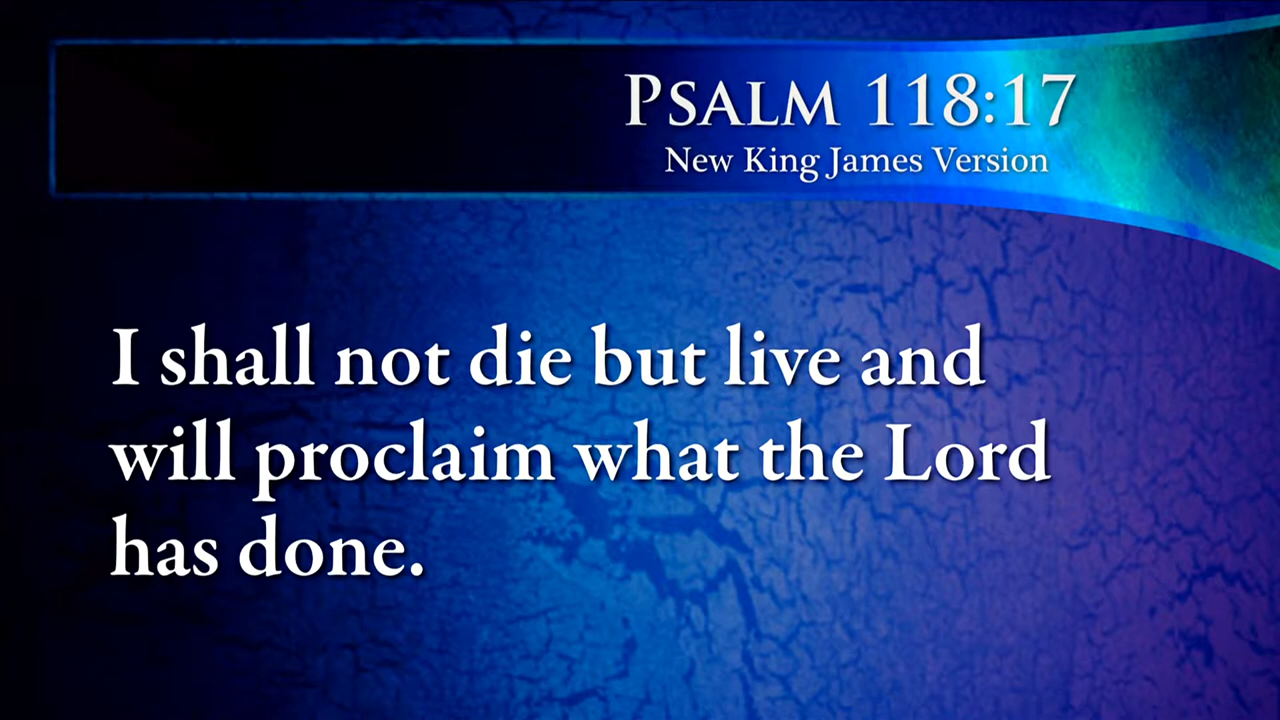 Psalm 118:17
New King James Version
I shall not die but live and
will proclaim what the Lord
has done.